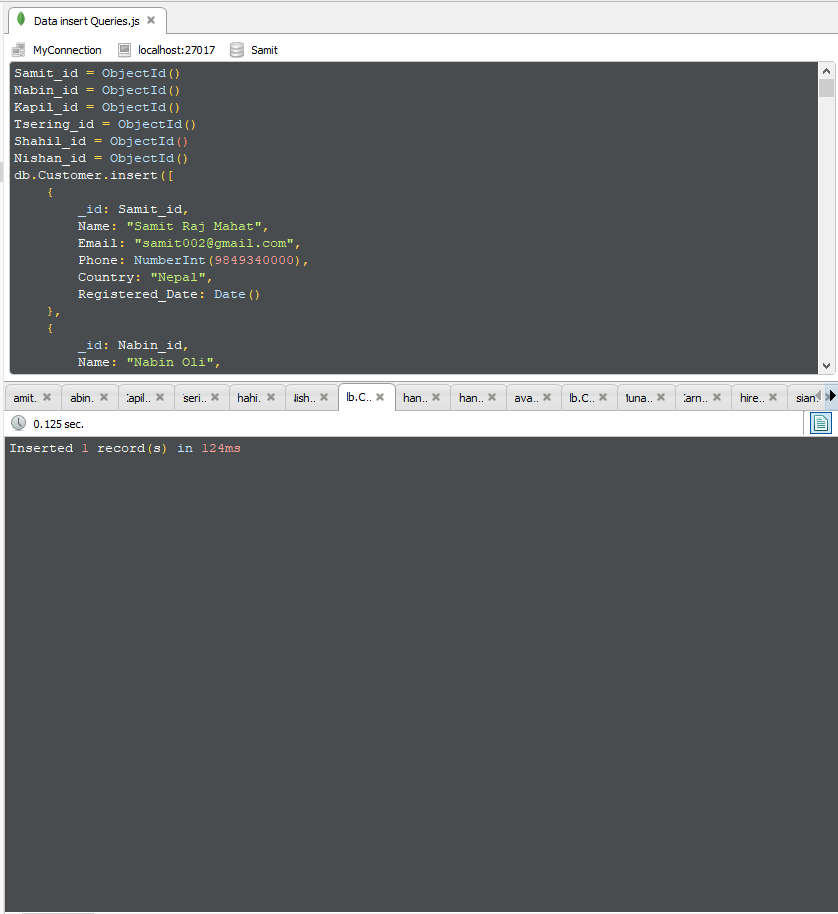 Data insert Queries.js
MyConnection localhost:27017 Samit
Samit_id = ObjectId()
Nabin_id = ObjectId()
Kapil_id = ObjectId()
Tsering_id = ObjectId()
Shahil_id = ObjectId()
Nishan_id = ObjectId()
db.Customer.insert([
{
_id: Samit_id,
Name: "Samit Raj Mahat",
Email: "samit002@gmail.com",
Phone: NumberInt(9849340000),
Country: "Nepal",
Registered_Date: Date()
},
{
_id: Nabin_id,
Name: "Nabin Oli",
amit. abin. apil.. seri.. hahi. lish.. lb.C.. han.. han.. ava.. lb.C.. luna.. arn.. hire.. sian
0.125 sec.
Inserted 1 record(s) in 124ms